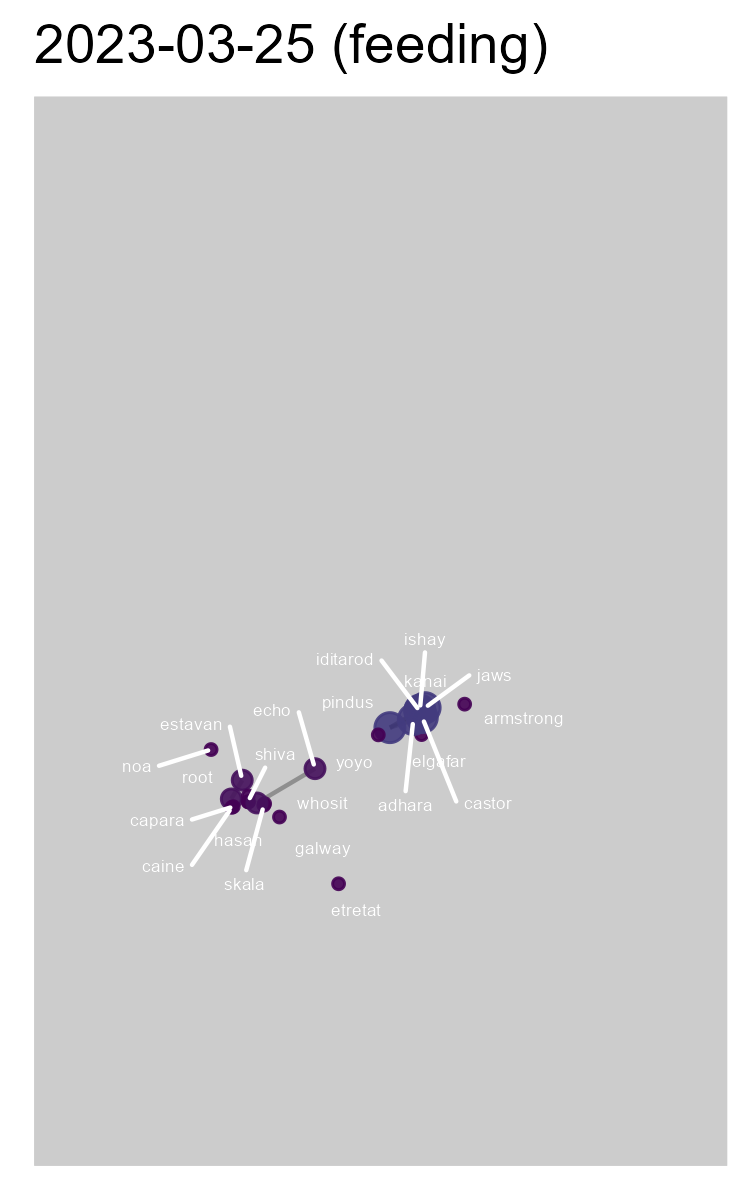 2023-03-25 (feeding)
ishay
iditarod
kanai
jaws
pindus
echo
armstrong
estavan
shiva
yoyo
elgafar
noa
root
whosit
adhara
castor
capara
hasan
galway
caine
skala
etretat